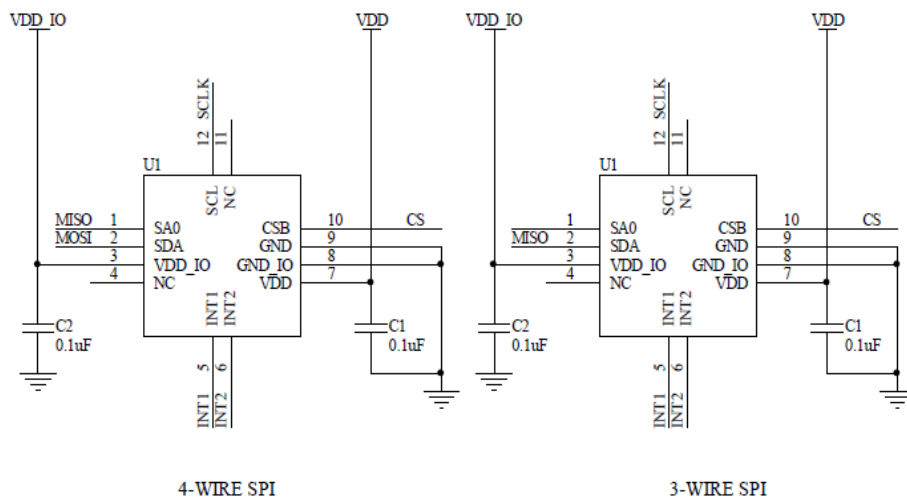 VDD_IO VDD
SCLK
12 11
U1
SCL NC
MISO 1 SA0 CSB 10 CS
MOSI 2 SDA GND 9
3 VDD_IO GND_IO 8
4 NC VDD 7
INT1 INT2
C2 0.1uF
C1 0.1uF
5 6
INT1 INT2
4-WIRE SPI
VDD_IO VDD
SCLK
12 11
U1
SCL NC
1 SA0 CSB 10 CS
MISO 2 SDA GND 9
3 VDD_IO GND_IO 8
4 NC VDD 7
INT1 INT2
C2 0.1uF
C1 0.1uF
5 6
INT1 INT2
3-WIRE SPI